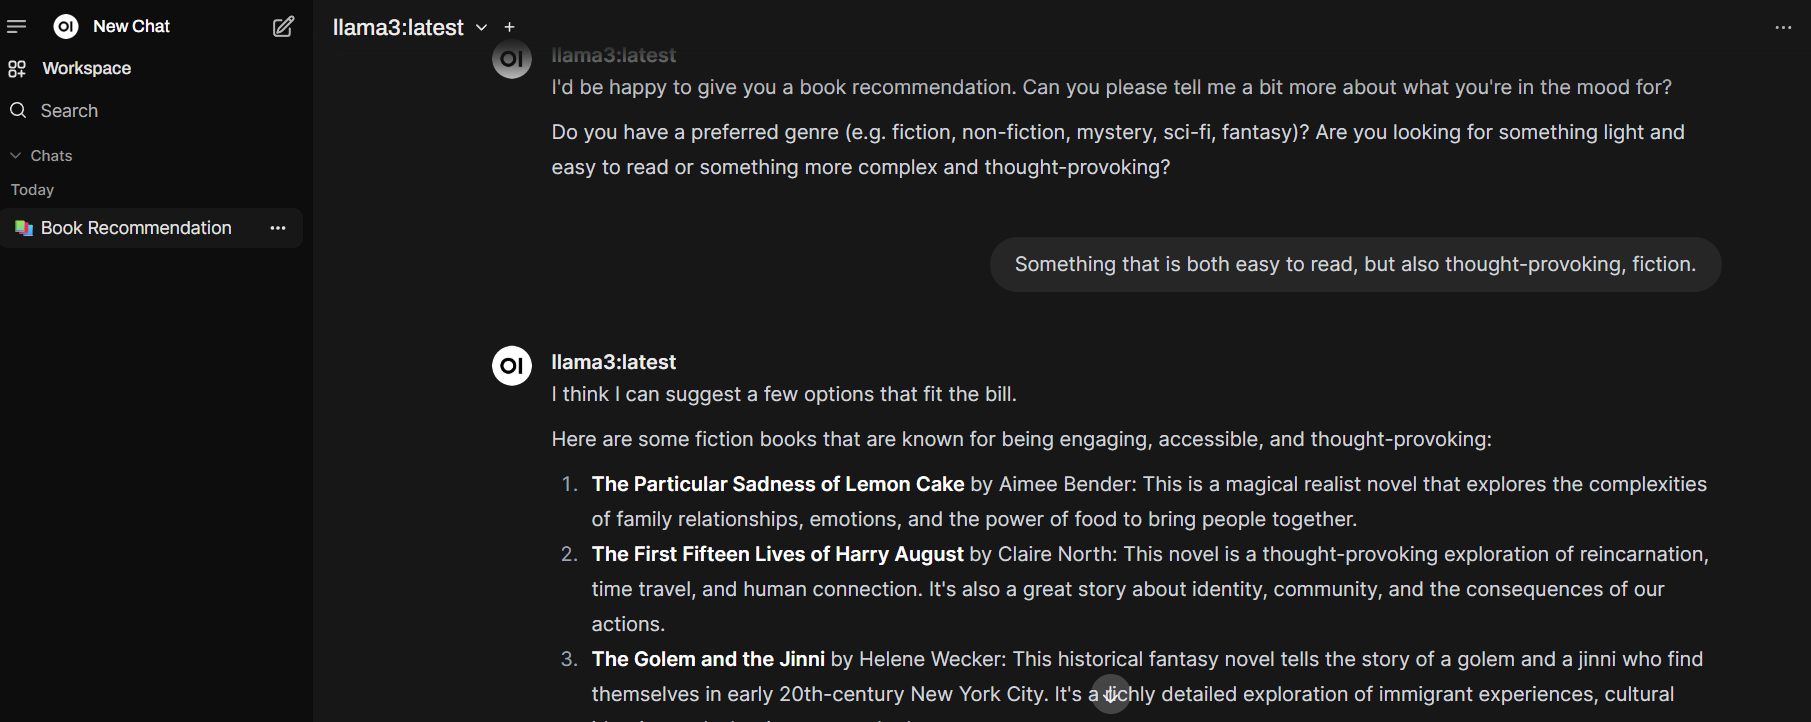 New Chat
Workspace
Search
Chats
Today
Book Recommendation
llama3:latest
llama3:latest
I'd be happy to give you a book recommendation. Can you please tell me a bit more about what you're in the mood for?
Do you have a preferred genre (e.g. fiction, non-fiction, mystery, sci-fi, fantasy)? Are you looking for something light and
easy to read or something more complex and thought-provoking?
Something that is both easy to read, but also thought-provoking, fiction.
llama3:latest
I think I can suggest a few options that fit the bill.
Here are some fiction books that are known for being engaging, accessible, and thought-provoking:
1. The Particular Sadness of Lemon Cake by Aimee Bender: This is a magical realist novel that explores the complexities
of family relationships, emotions, and the power of food to bring people together.
2. The First Fifteen Lives of Harry August by Claire North: This novel is a thought-provoking exploration of reincarnation,
time travel, and human connection. It's also a great story about identity, community, and the consequences of our
actions.
3. The Golem and the Jinni by Helene Wecker: This historical fantasy novel tells the story of a golem and a jinni who find
themselves in early 20th-century New York City. It's a richly detailed exploration of immigrant experiences, cultural